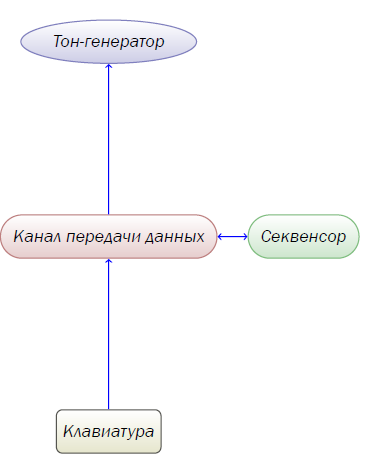 Тон-генератор
Канал передачи данных
Секвенсор
Клавиатура